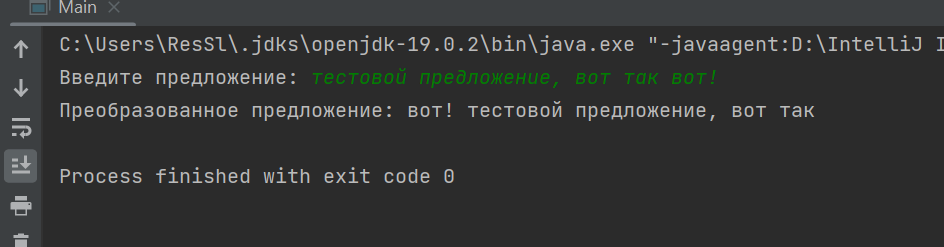 Main
C:\Users\ResSl\.jdks\openjdk-19.0.2\bin\java.exe "-javaagent:D:\IntelliJ I
Введите предложение: тестовой предложение, вот так вот!
Преобразованное предложение: вот! тестовой предложение, вот так
Process finished with exit code 0